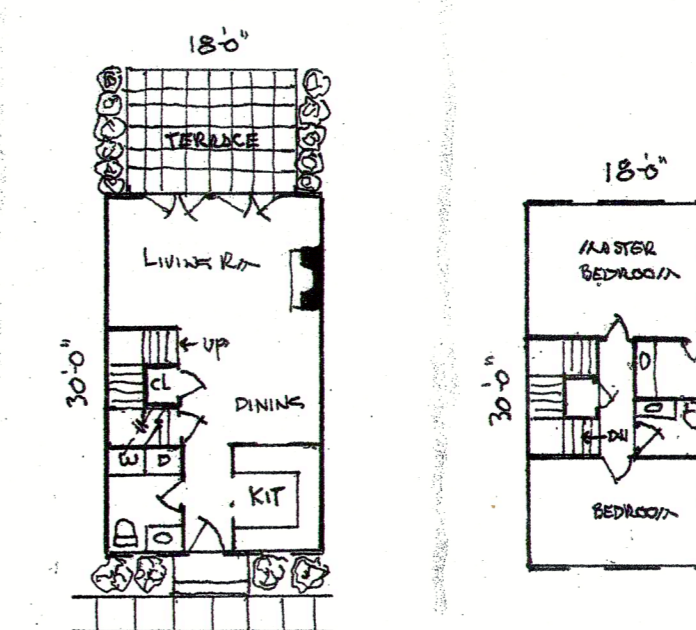 18'-0"
TERRACE
LIVING RM
← UP
CL
DINING
30'-0"
W D
KIT
18'-0"
MASTER
BEDROOM
30'-0"
← DN
BEDROOM